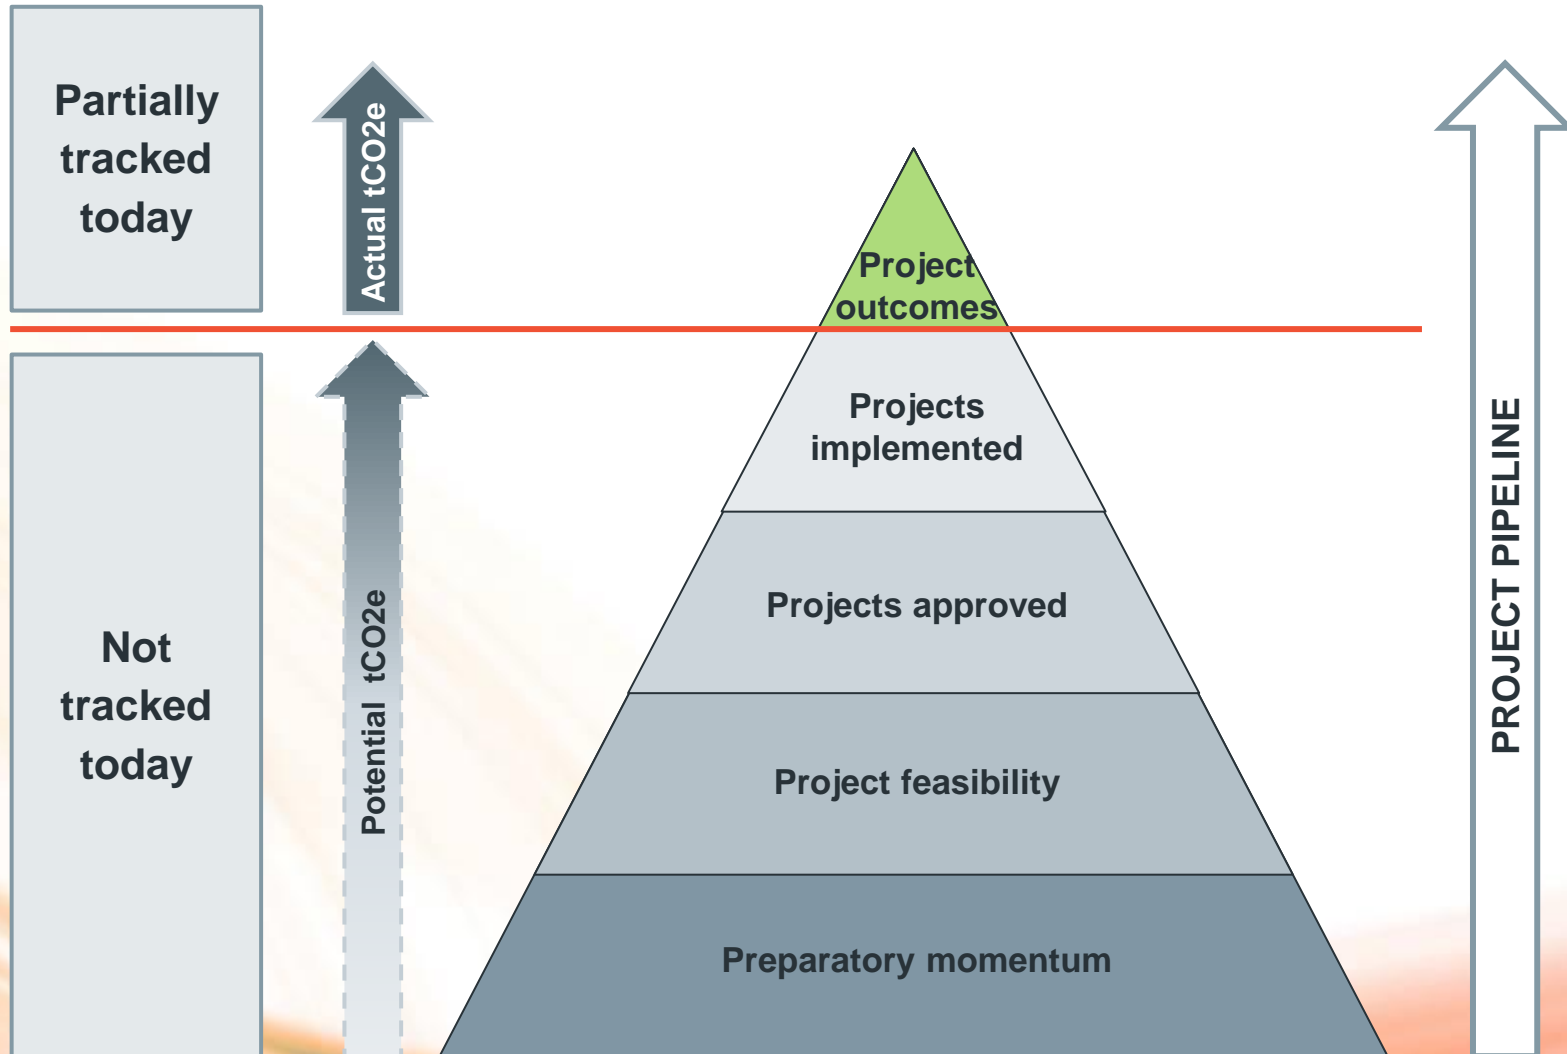 Partially
tracked
today
Actual tCO2e
Project
outcomes
Projects
implemented
Projects approved
Project feasibility
Preparatory momentum
Not
tracked
today
Potential tCO2e
PROJECT PIPELINE